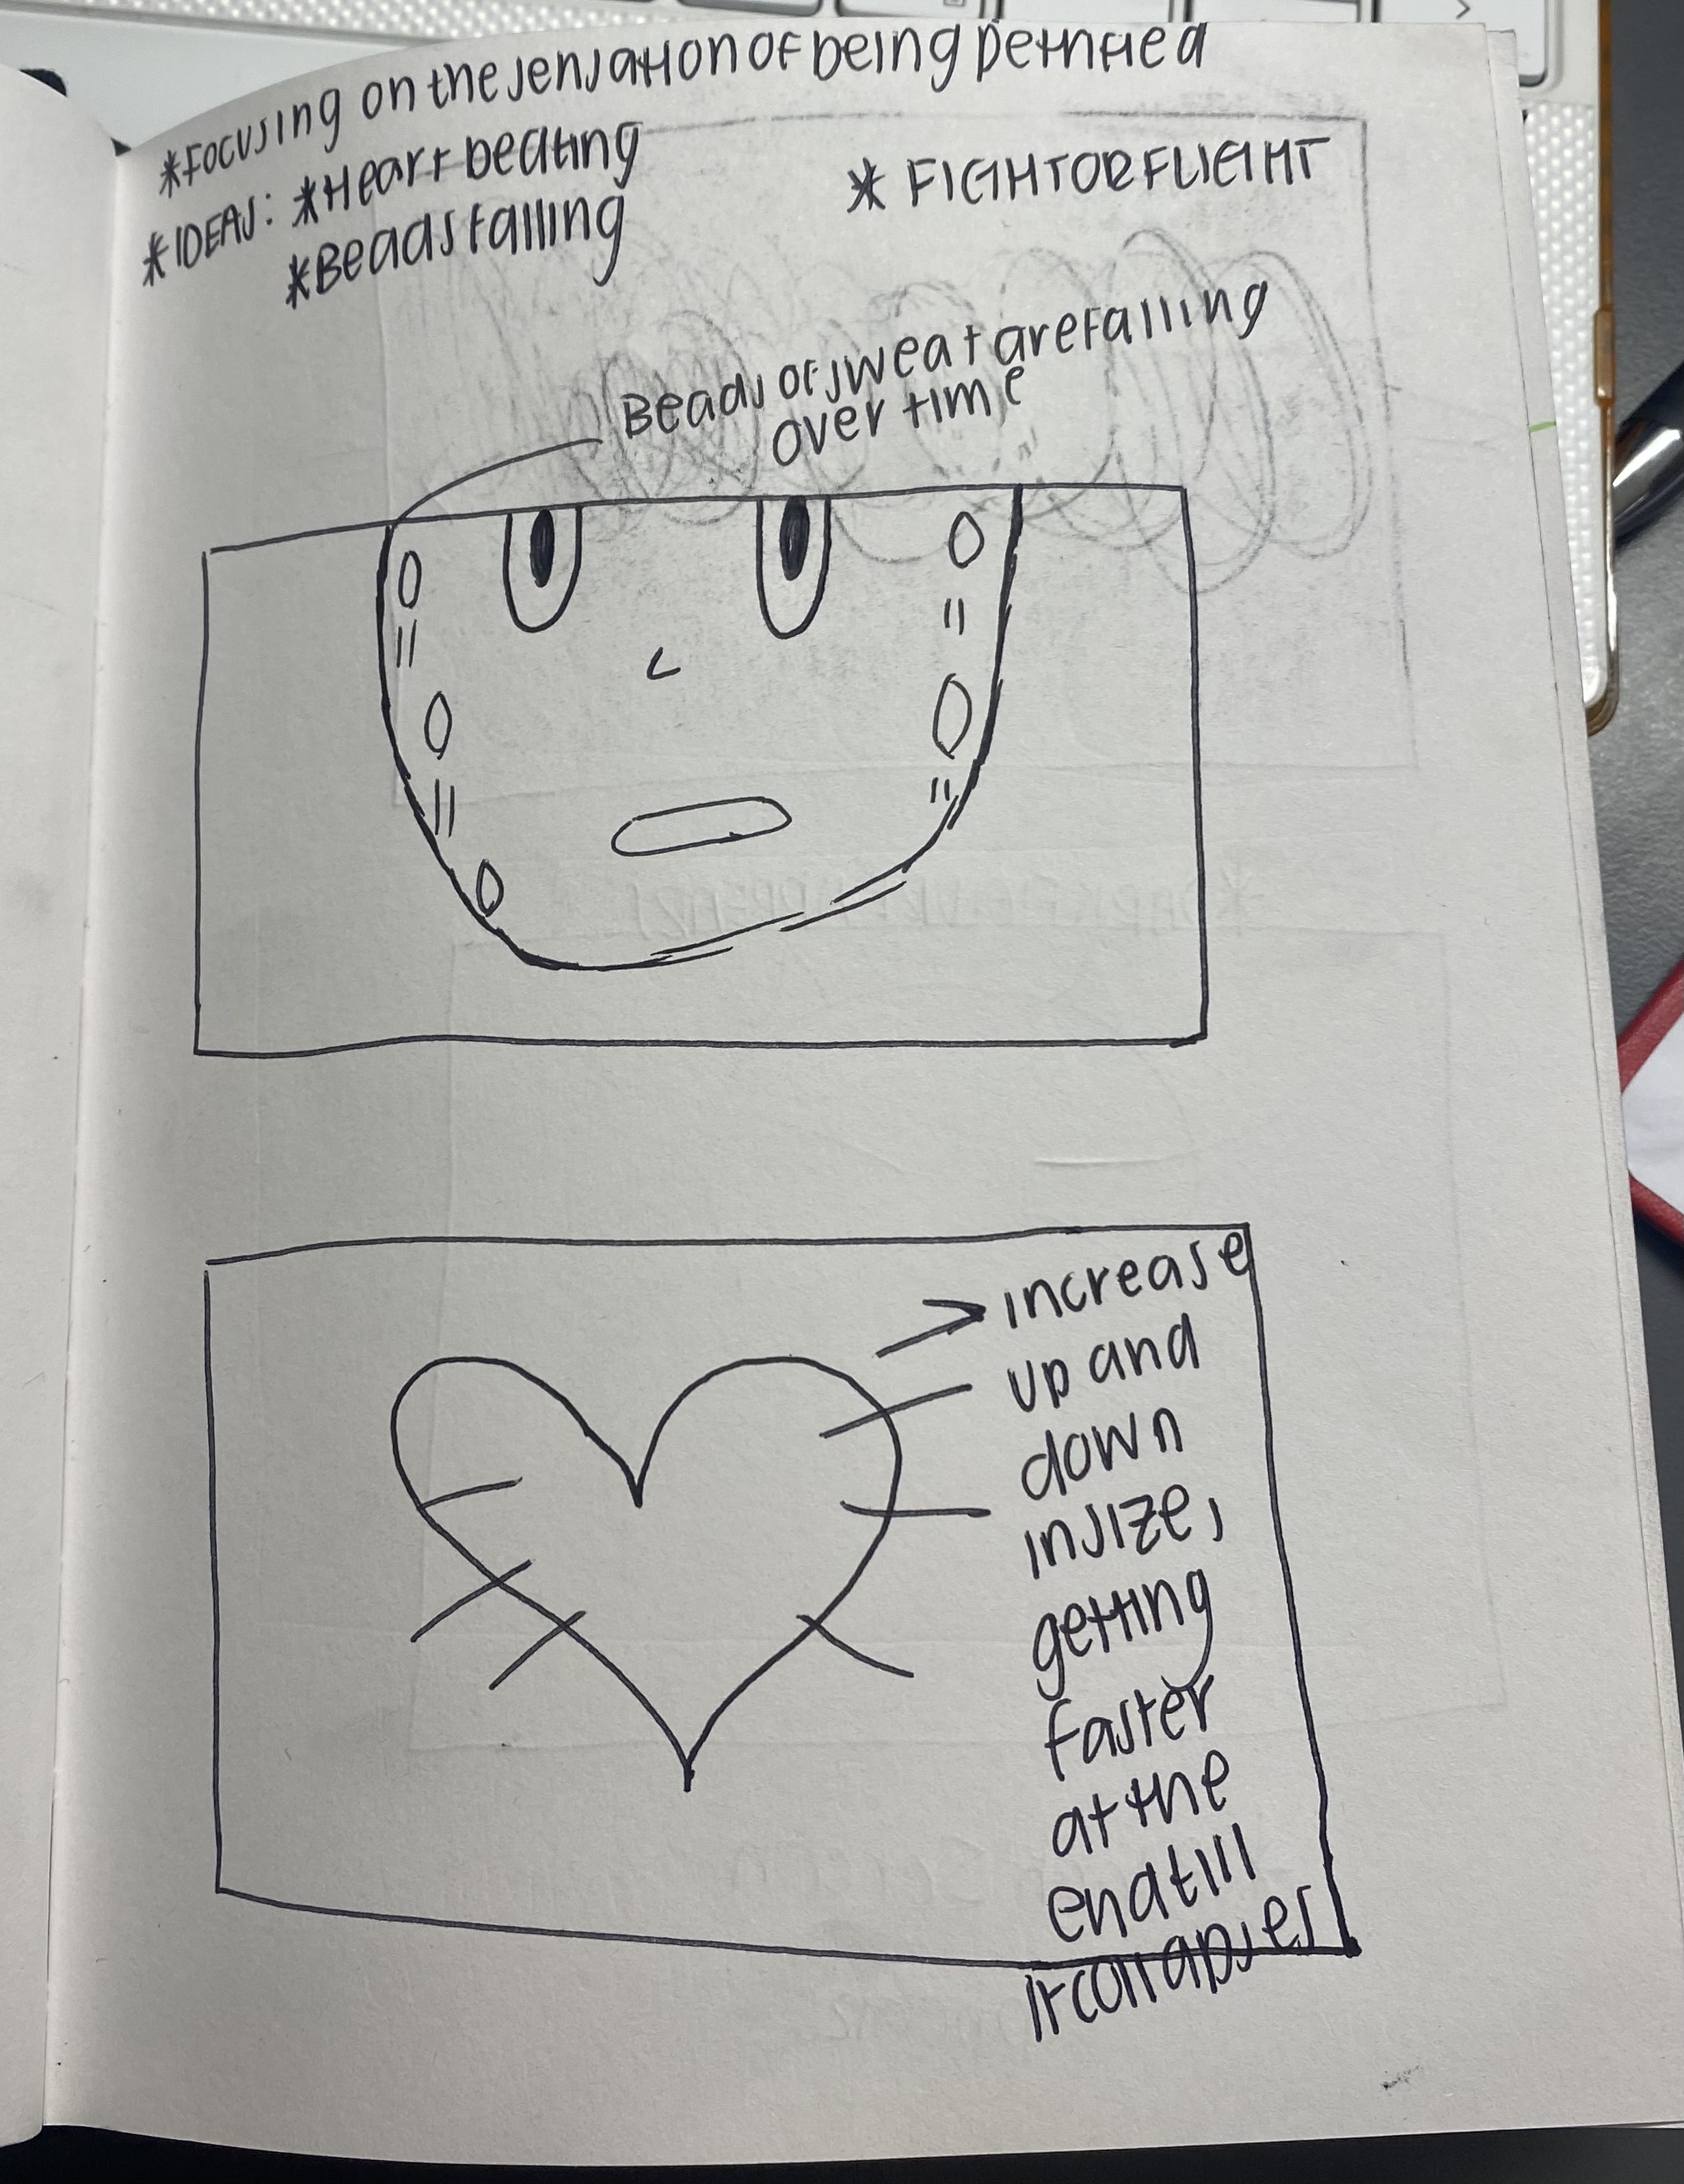 *Focusing on the sensation of being petrified
*IDEAS: *Heart beating
*Beads falling
* FIGHT OR FLIGHT
Beads of sweat are falling
over time
increase
up and
down
in size,
getting
faster
at the
end till
it collapses